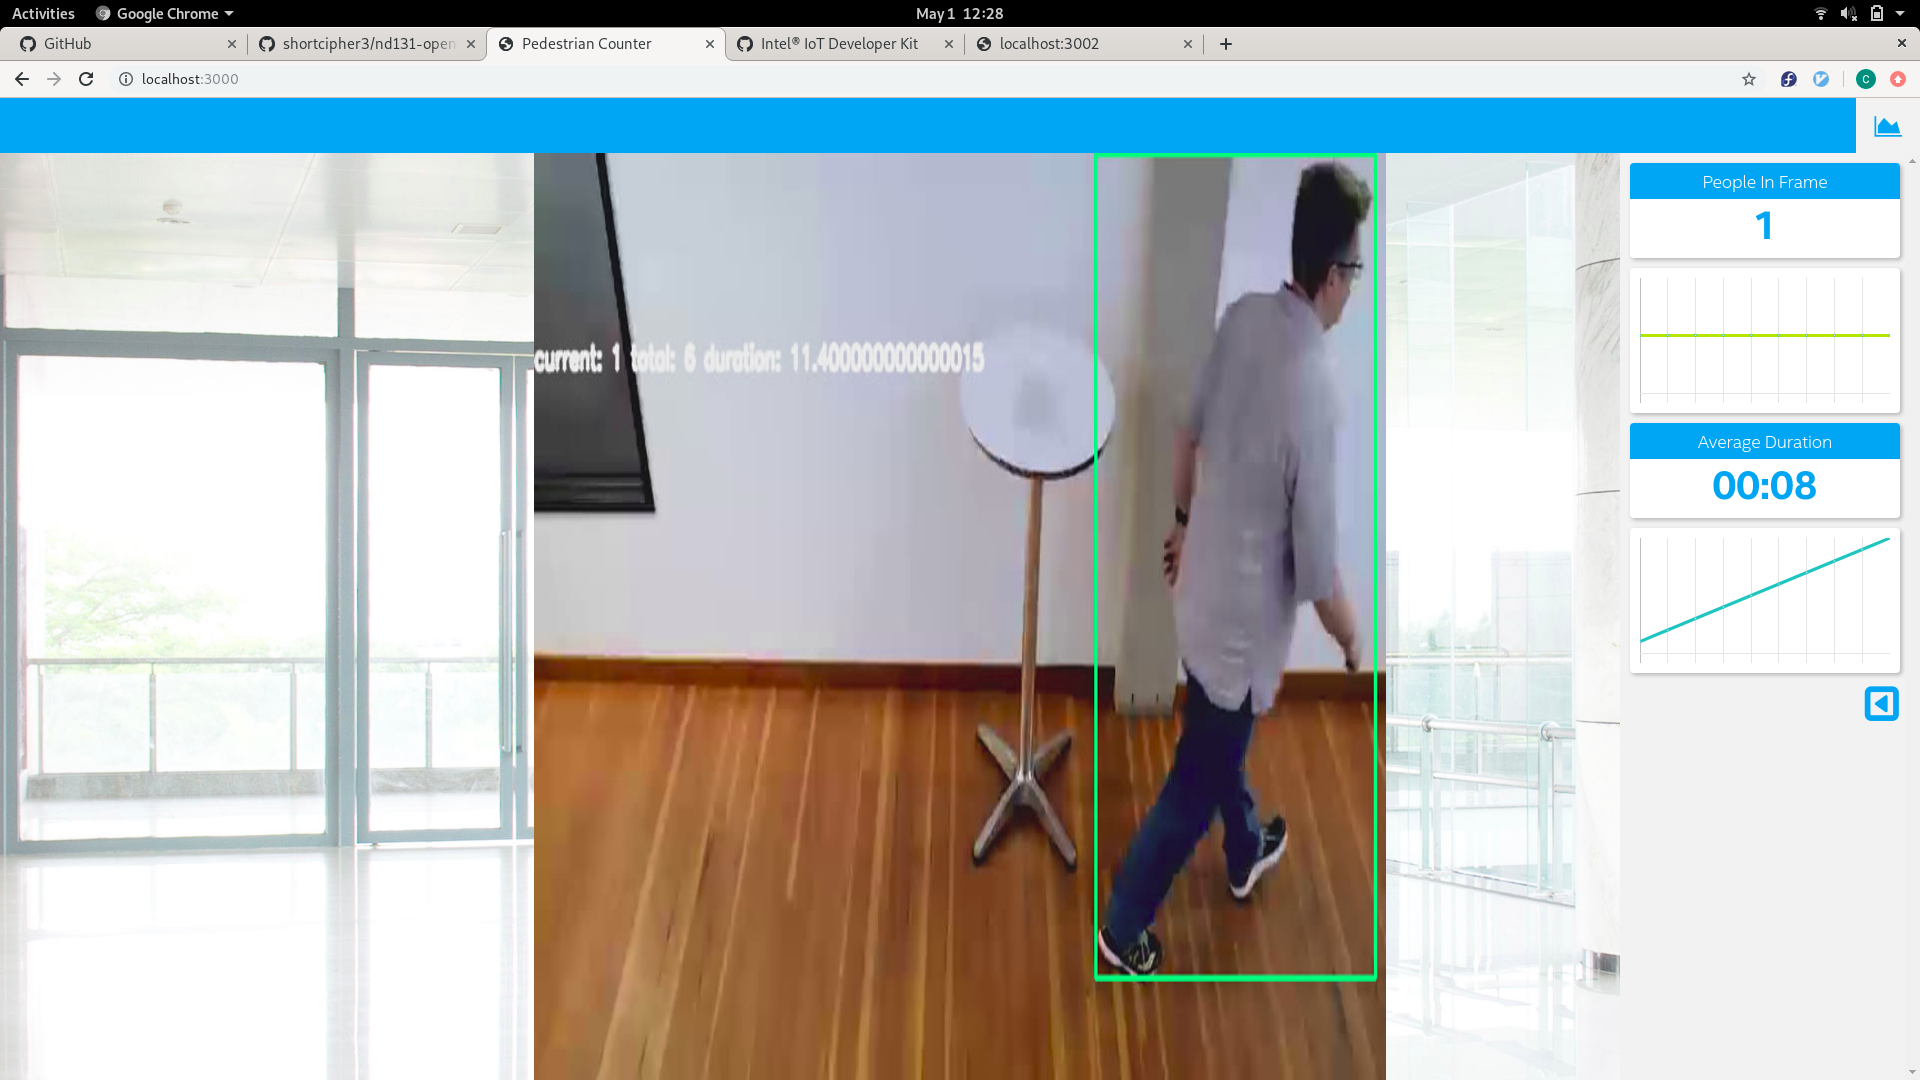 Activities Google Chrome May 1 12:28
GitHub shortcipher3/nd131-open Pedestrian Counter Intel® IoT Developer Kit localhost:3002
localhost:3000 C
People In Frame
1
current: 1 total: 6 duration: 11.400000000000015
Average Duration
00:08